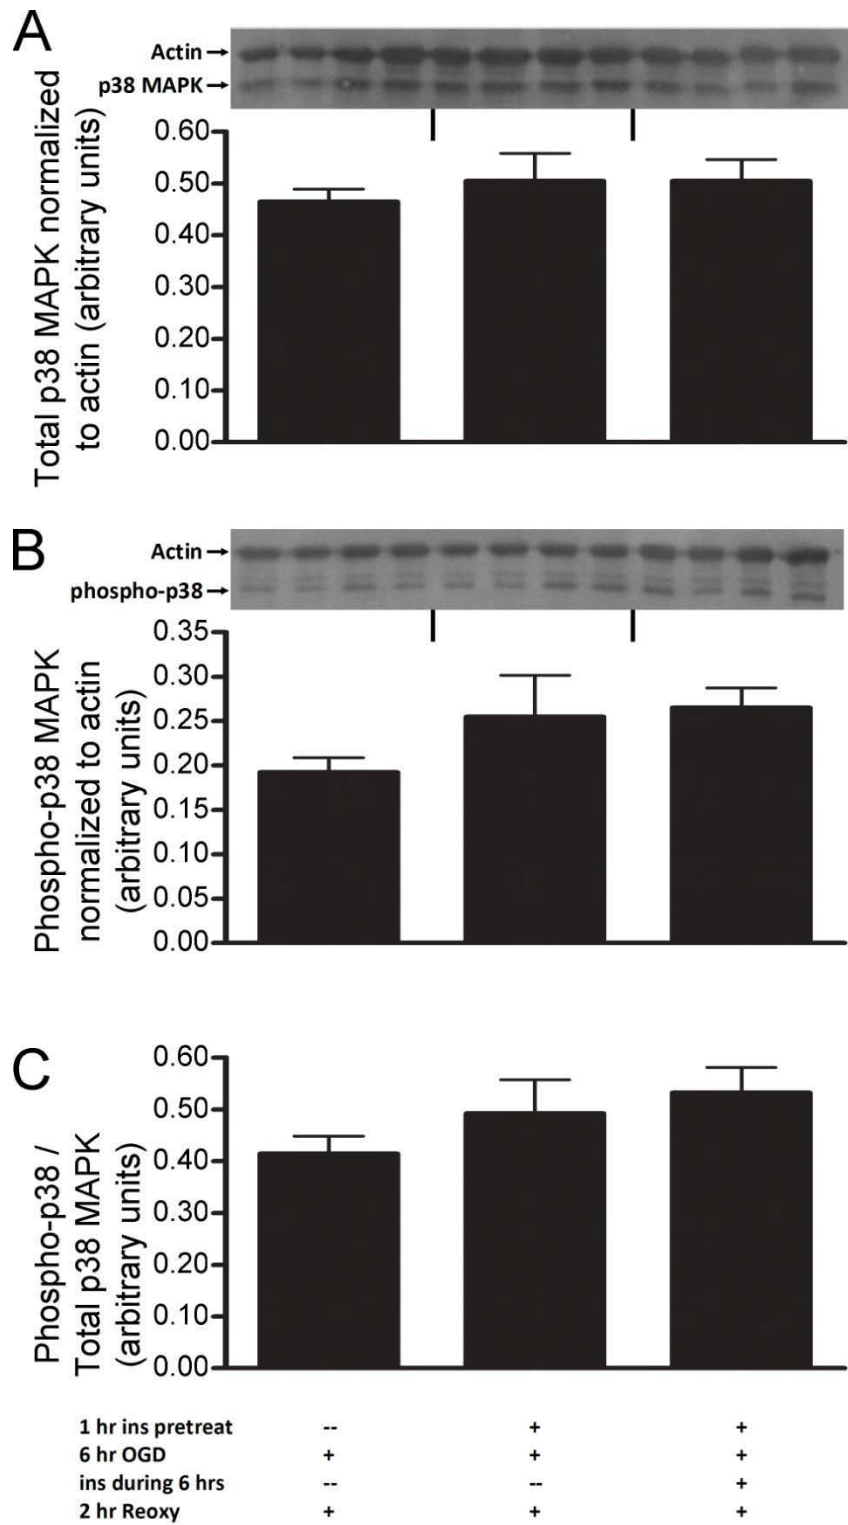 A
Actin
p38 MAPK
Total p38 MAPK normalized
to actin (arbitrary units)
0.60
0.50
0.40
0.30
0.20
0.10
0.00
B
Actin
phospho-p38
Phospho-p38 MAPK
normalized to actin
(arbitrary units)
0.35
0.30
0.25
0.20
0.15
0.10
0.05
0.00
C
Phospho-p38 /
Total p38 MAPK
(arbitrary units)
0.60
0.50
0.40
0.30
0.20
0.10
0.00
1 hr ins pretreat -- + +
6 hr OGD + + +
ins during 6 hrs -- -- +
2 hr Reoxy + + +